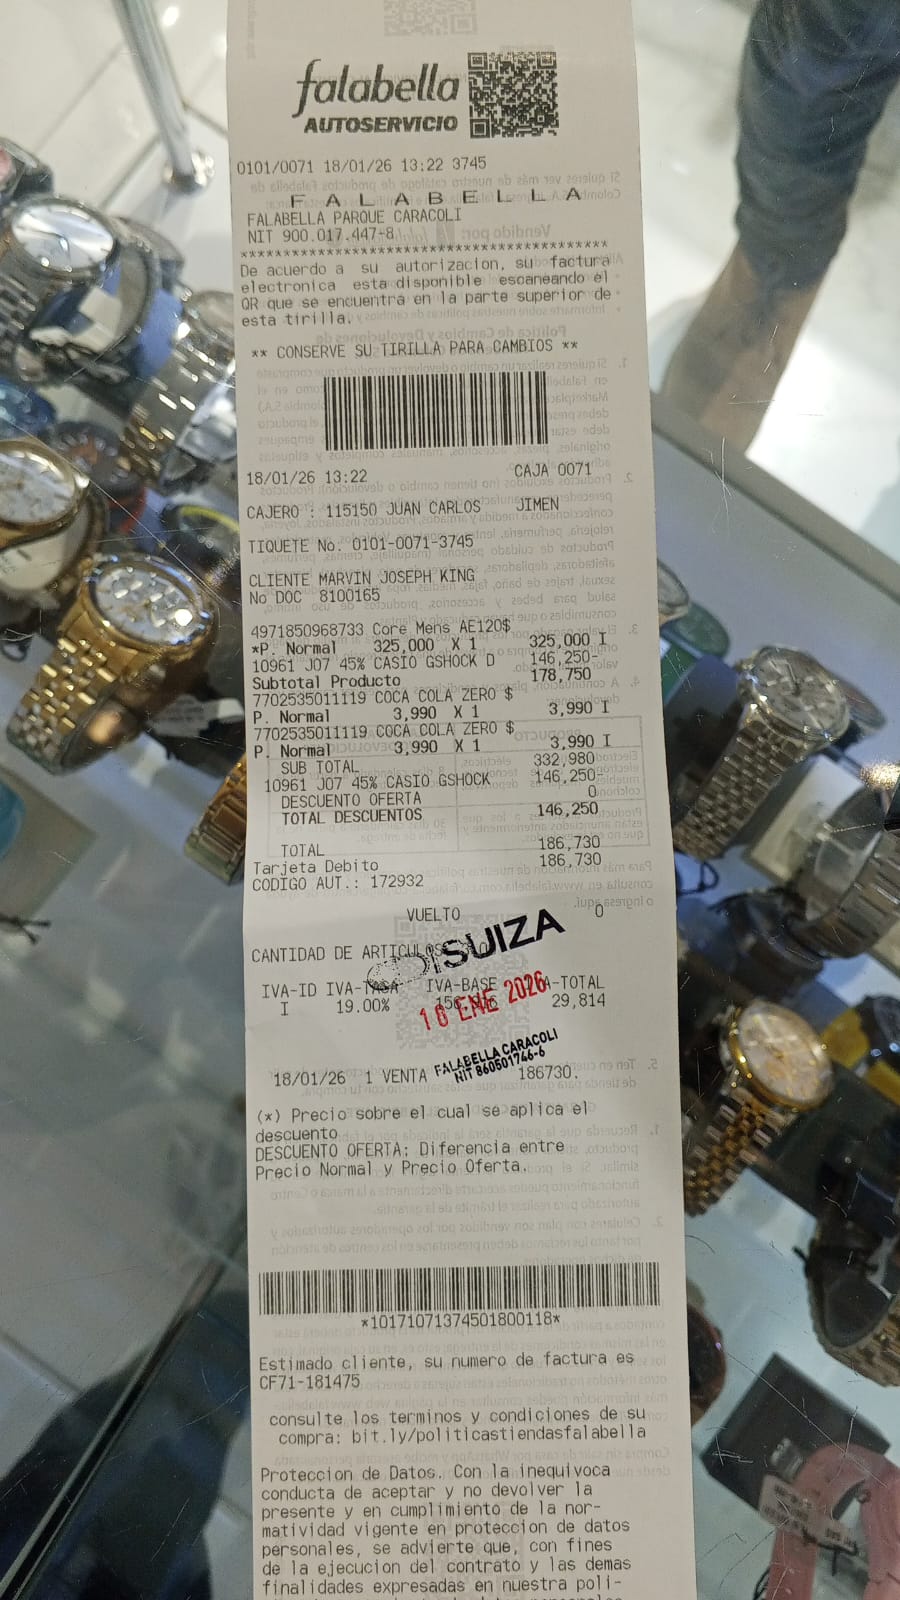 falabella
AUTOSERVICIO
0101/0071 18/01/26 13:22 3745
F A L A B E L L A
FALABELLA PARQUE CARACOLI
NIT 900.017.447-8
******************************************
De acuerdo a su autorizacion, su factura
electronica esta disponible escaneando el
QR que se encuentra en la parte superior de
esta tirilla.
** CONSERVE SU TIRILLA PARA CAMBIOS **
18/01/26 13:22 CAJA 0071
CAJERO : 115150 JUAN CARLOS JIMEN
TIQUETE No. 0101-0071-3745
CLIENTE MARVIN JOSEPH KING
No DOC 8100165
4971850968733 Core Mens AE120$
*P. Normal 325,000 X 1 325,000 I
10961 J07 45% CASIO GSHOCK D 146,250-
Subtotal Producto 178,750
7702535011119 COCA COLA ZERO $
P. Normal 3,990 X 1 3,990 I
7702535011119 COCA COLA ZERO $
P. Normal 3,990 X 1 3,990 I
SUB TOTAL 332,980
10961 J07 45% CASIO GSHOCK 146,250-
DESCUENTO OFERTA 0
TOTAL DESCUENTOS 146,250
TOTAL 186,730
Tarjeta Debito 186,730
CODIGO AUT.: 172932
VUELTO 0
CANTIDAD DE ARTICULOS
DISUIZA
IVA-ID IVA-TASA IVA-BASE IVA-TOTAL
I 19.00% 29,814
18 ENE 2026
FALABELLA CARACOLI
NIT 860501746-6
18/01/26 1 VENTA 186730.
(*) Precio sobre el cual se aplica el
descuento
DESCUENTO OFERTA: Diferencia entre
Precio Normal y Precio Oferta.
*10171071374501800118*
Estimado cliente, su numero de factura es
CF71-181475
consulte los terminos y condiciones de su
compra: bit.ly/politicastiendasfalabella
Proteccion de Datos. Con la inequivoca
conducta de aceptar y no devolver la
presente y en cumplimiento de la nor-
matividad vigente en proteccion de datos
personales, se advierte que, con fines
de la ejecucion del contrato y las demas
finalidades expresadas en nuestra poli-